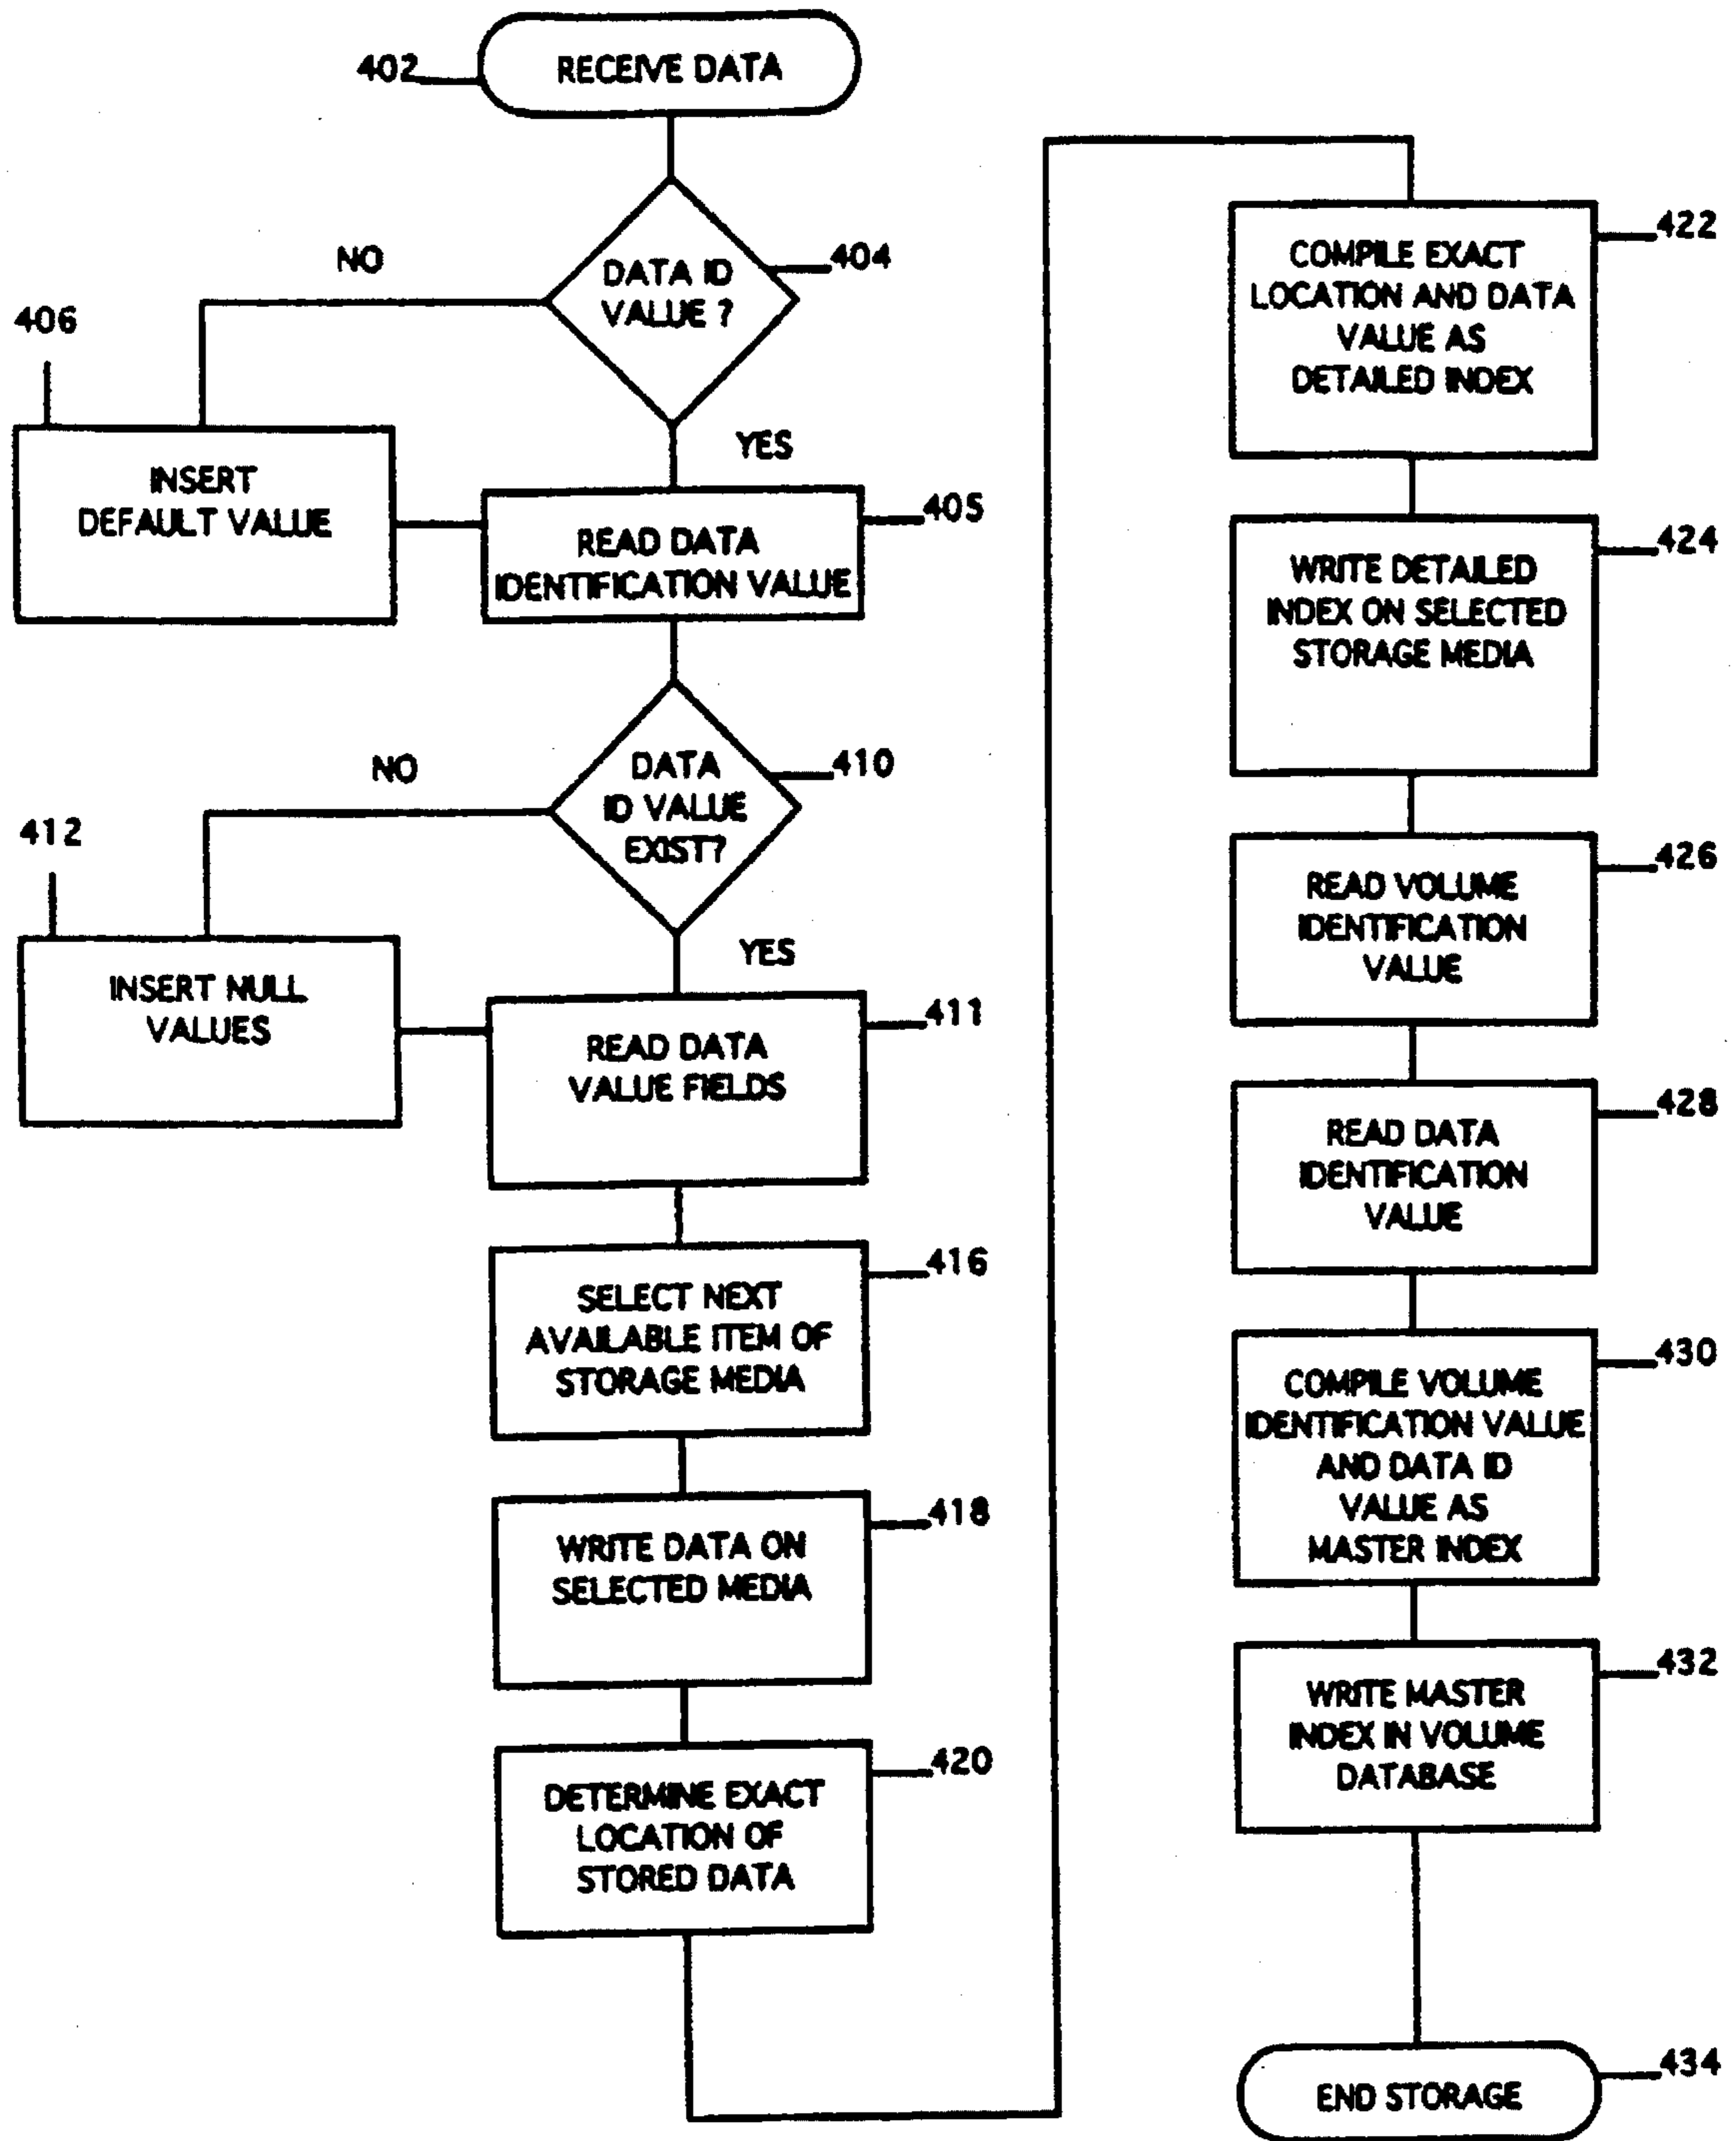 402
RECEIVE DATA
NO
DATA ID
VALUE ?
404
406
YES
INSERT
DEFAULT VALUE
405
READ DATA
IDENTIFICATION VALUE
NO
DATA
ID VALUE
EXIST?
410
412
YES
INSERT NULL
VALUES
411
READ DATA
VALUE FIELDS
416
SELECT NEXT
AVAILABLE ITEM OF
STORAGE MEDIA
418
WRITE DATA ON
SELECTED MEDIA
420
DETERMINE EXACT
LOCATION OF
STORED DATA
422
COMPILE EXACT
LOCATION AND DATA
VALUE AS
DETAILED INDEX
424
WRITE DETAILED
INDEX ON SELECTED
STORAGE MEDIA
426
READ VOLUME
IDENTIFICATION
VALUE
428
READ DATA
IDENTIFICATION
VALUE
430
COMPILE VOLUME
IDENTIFICATION VALUE
AND DATA ID
VALUE AS
MASTER INDEX
432
WRITE MASTER
INDEX IN VOLUME
DATABASE
434
END STORAGE